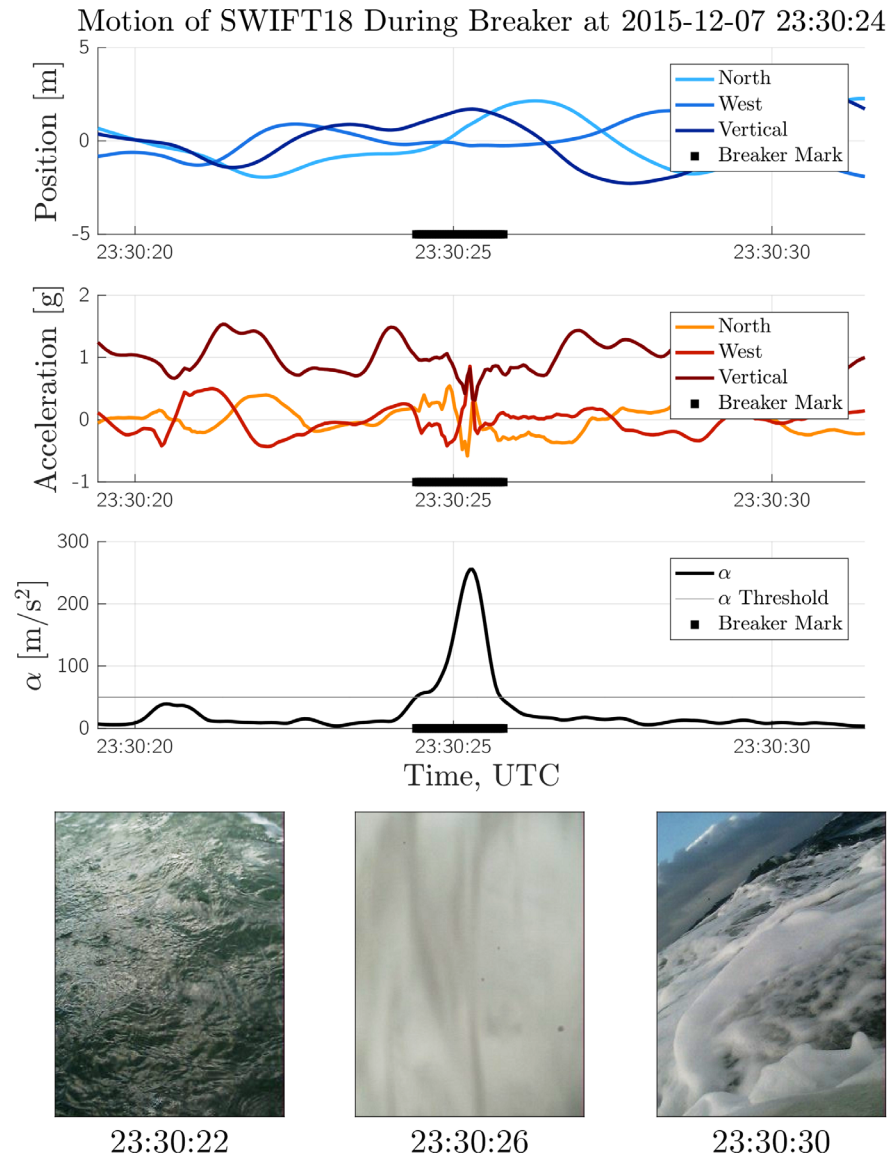 Motion of SWIFT18 During Breaker at 2015-12-07 23:30:24
5
0
-5
Position [m]
North
West
Vertical
Breaker Mark
23:30:20
23:30:25
23:30:30
2
1
0
-1
Acceleration [g]
North
West
Vertical
Breaker Mark
23:30:20
23:30:25
23:30:30
300
200
100
0
α [m/s²]
α
α Threshold
Breaker Mark
23:30:20
23:30:25
23:30:30
Time, UTC
23:30:22
23:30:26
23:30:30